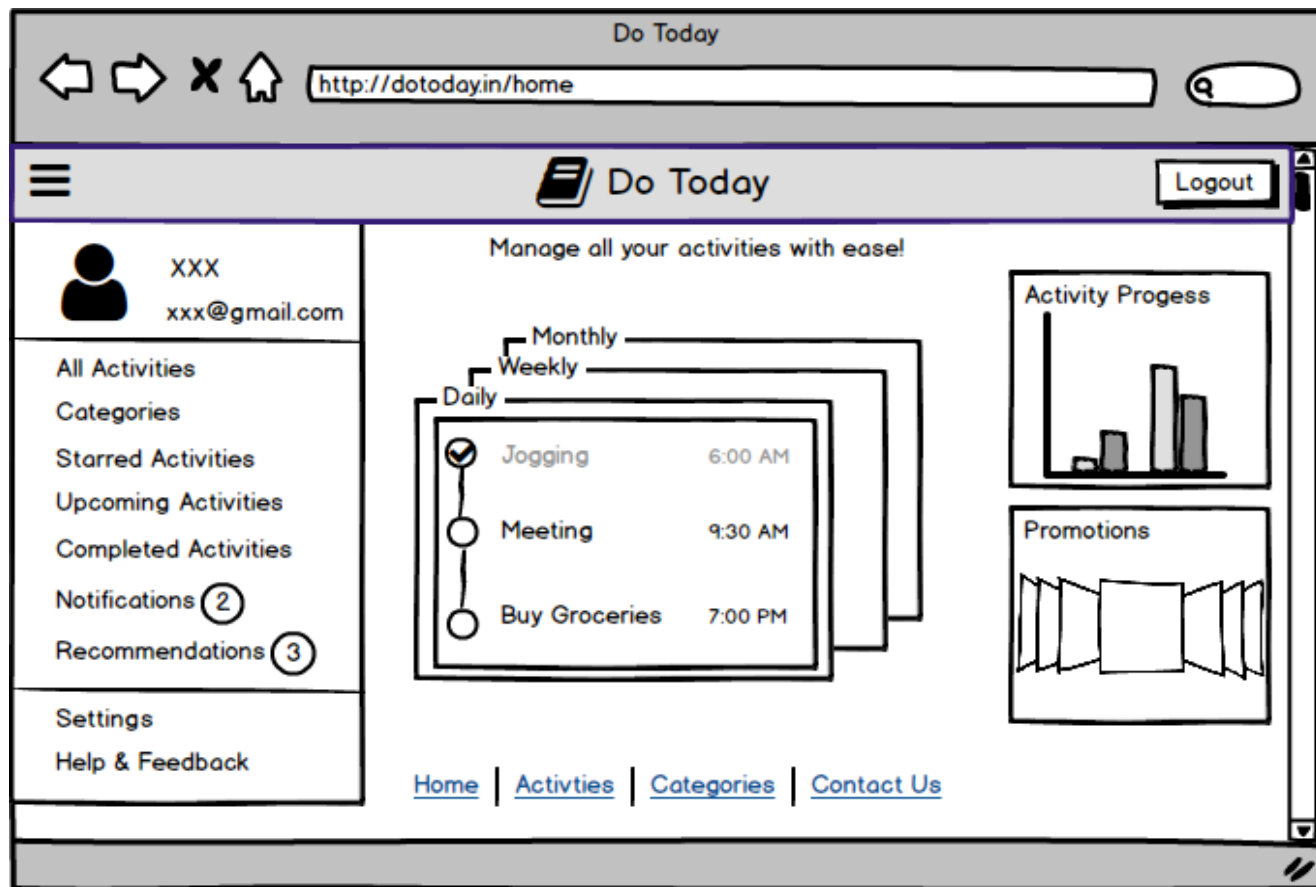 Do Today
http://dotoday.in/home
Do Today
Logout
XXX
xxx@gmail.com
All Activities
Categories
Starred Activities
Upcoming Activities
Completed Activities
Notifications 2
Recommendations 3
Settings
Help & Feedback
Manage all your activities with ease!
Monthly
Weekly
Daily
Jogging 6:00 AM
Meeting 9:30 AM
Buy Groceries 7:00 PM
Activity Progess
Promotions
Home | Activties | Categories | Contact Us